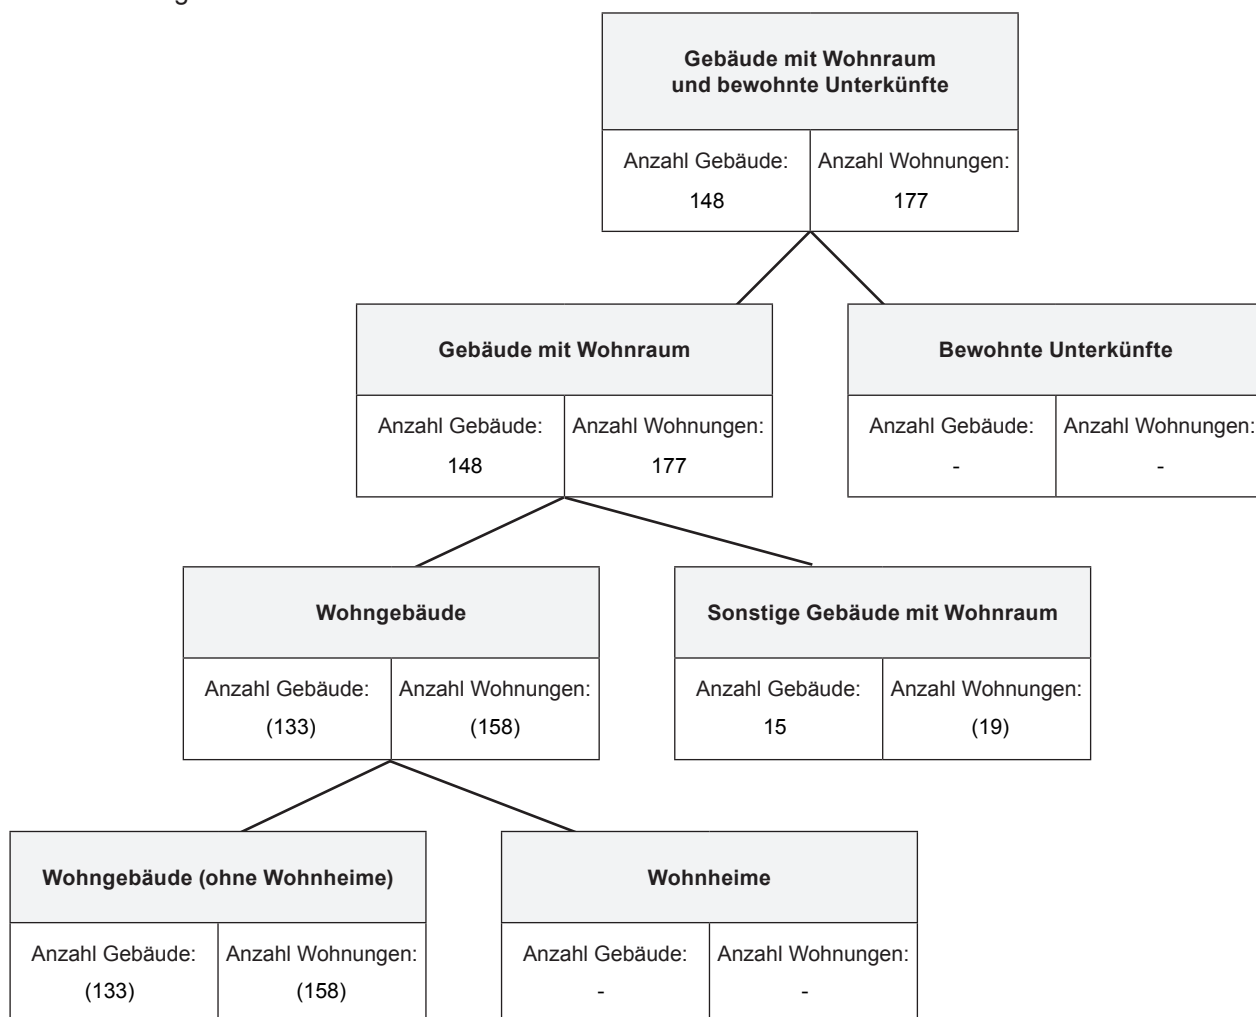 Gebäude mit Wohnraum
und bewohnte Unterkünfte
Anzahl Gebäude: Anzahl Wohnungen:
148 177
Gebäude mit Wohnraum
Anzahl Gebäude: Anzahl Wohnungen:
148 177
Bewohnte Unterkünfte
Anzahl Gebäude: Anzahl Wohnungen:
- -
Wohngebäude
Anzahl Gebäude: Anzahl Wohnungen:
(133) (158)
Sonstige Gebäude mit Wohnraum
Anzahl Gebäude: Anzahl Wohnungen:
15 (19)
Wohngebäude (ohne Wohnheime)
Anzahl Gebäude: Anzahl Wohnungen:
(133) (158)
Wohnheime
Anzahl Gebäude: Anzahl Wohnungen:
- -